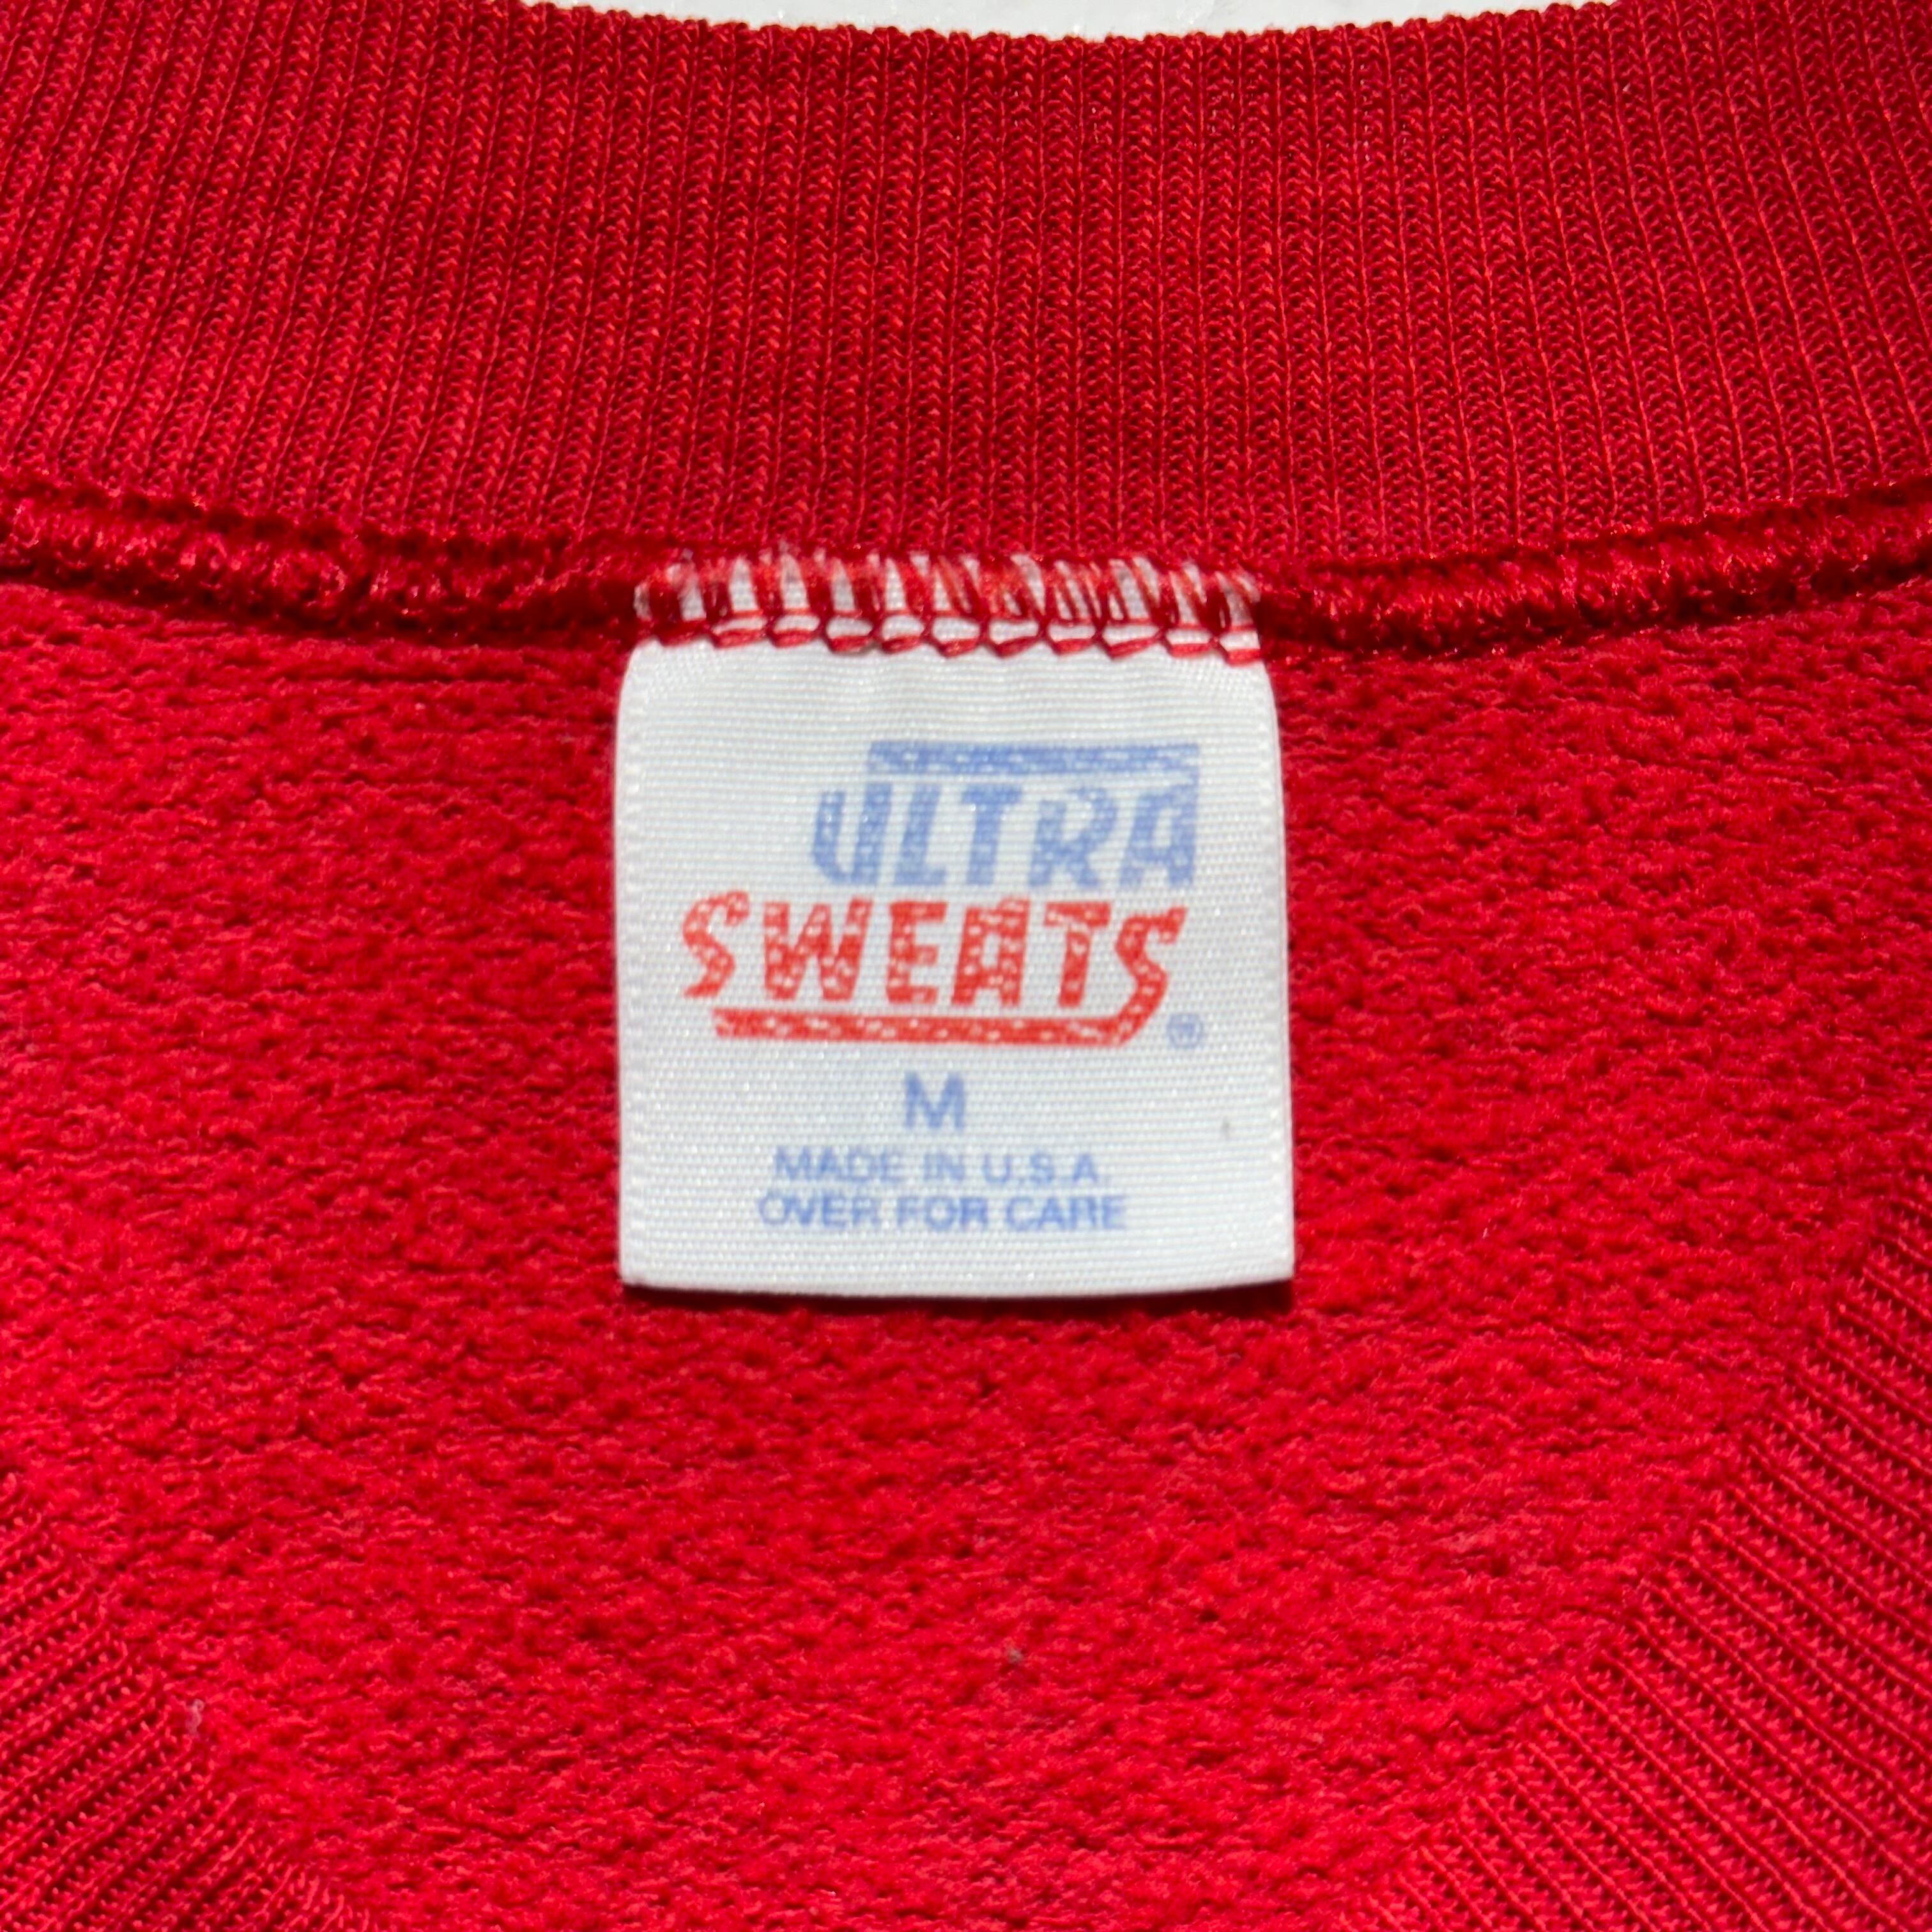 ULTRA
SWEATS®
M
MADE IN U.S.A.
OVER FOR CARE